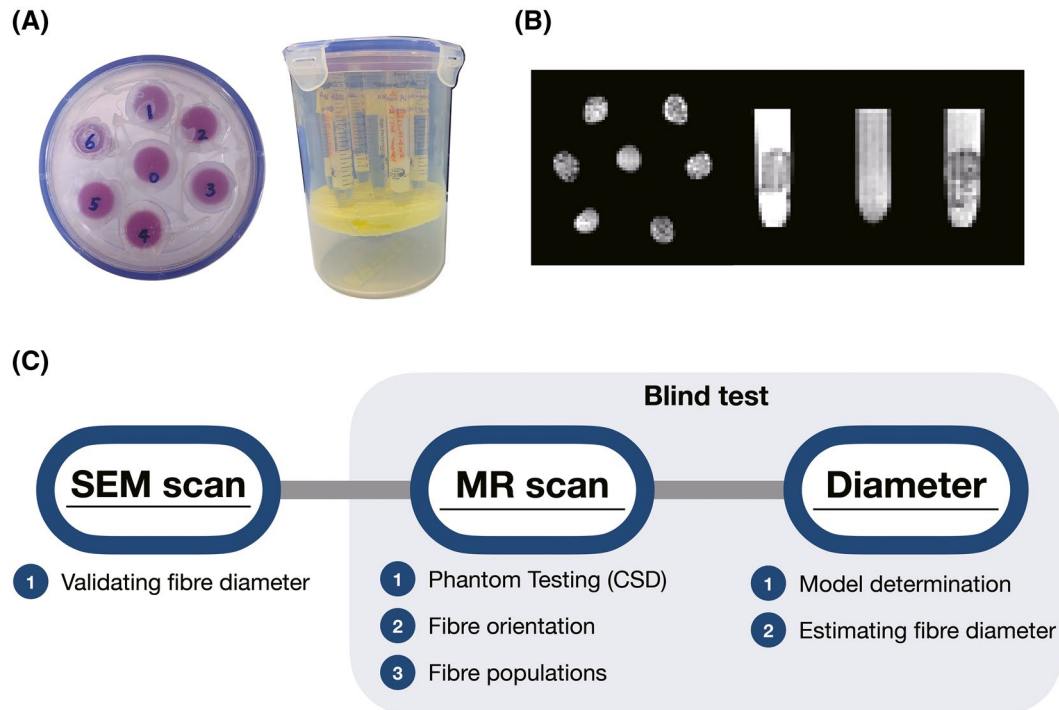 (A)
(B)
1
2
6
0
3
5
4
(C)
Blind test
SEM scan
MR scan
Diameter
1 Validating fibre diameter
1 Phantom Testing (CSD)
2 Fibre orientation
3 Fibre populations
1 Model determination
2 Estimating fibre diameter